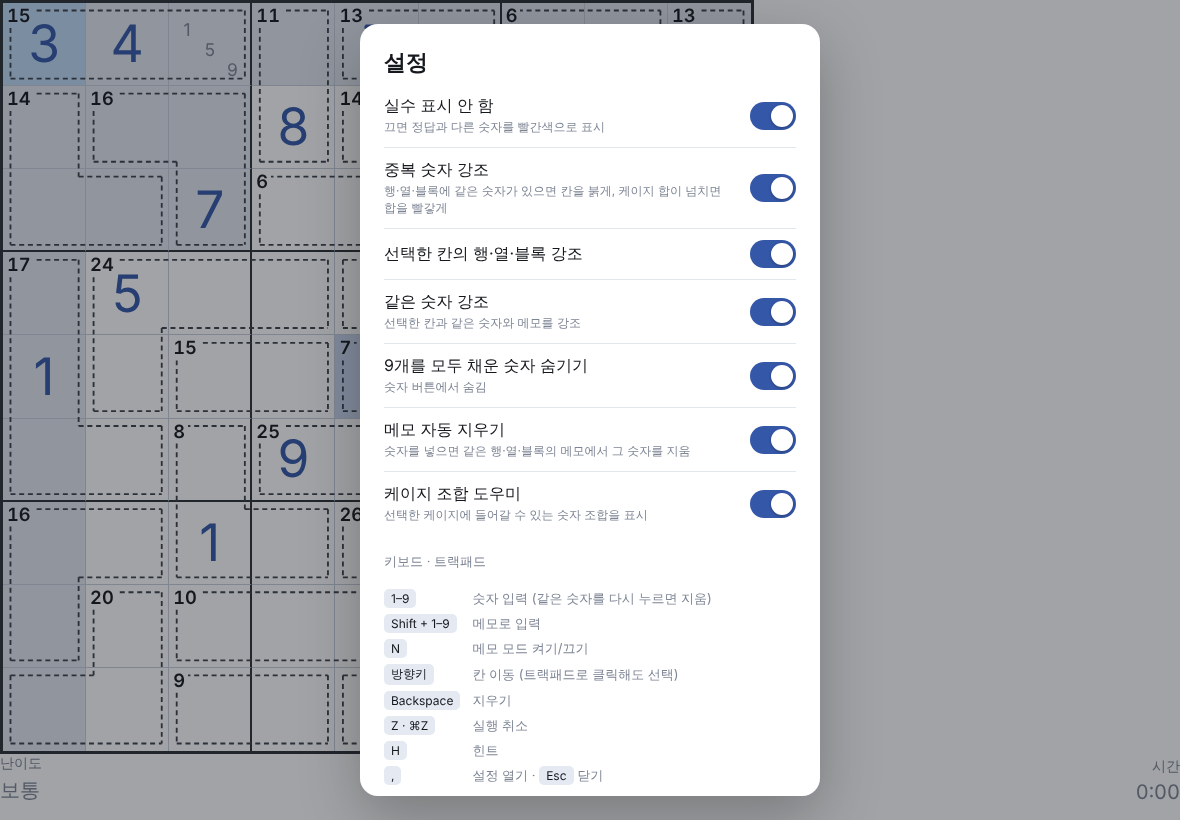 15 11 13 6 13
3 4 1
5
9
14 16 14
8
6
7
17 24
5
15 7
1
8 25
9
16 26
1
20 10
9
난이도
보통
시간
0:00
설정
실수 표시 안 함
끄면 정답과 다른 숫자를 빨간색으로 표시
중복 숫자 강조
행·열·블록에 같은 숫자가 있으면 칸을 붉게, 케이지 합이 넘치면
합을 빨갛게
선택한 칸의 행·열·블록 강조
같은 숫자 강조
선택한 칸과 같은 숫자와 메모를 강조
9개를 모두 채운 숫자 숨기기
숫자 버튼에서 숨김
메모 자동 지우기
숫자를 넣으면 같은 행·열·블록의 메모에서 그 숫자를 지움
케이지 조합 도우미
선택한 케이지에 들어갈 수 있는 숫자 조합을 표시
키보드 · 트랙패드
1–9 숫자 입력 (같은 숫자를 다시 누르면 지움)
Shift + 1–9 메모로 입력
N 메모 모드 켜기/끄기
방향키 칸 이동 (트랙패드로 클릭해도 선택)
Backspace 지우기
Z · ⌘Z 실행 취소
H 힌트
, 설정 열기 · Esc 닫기